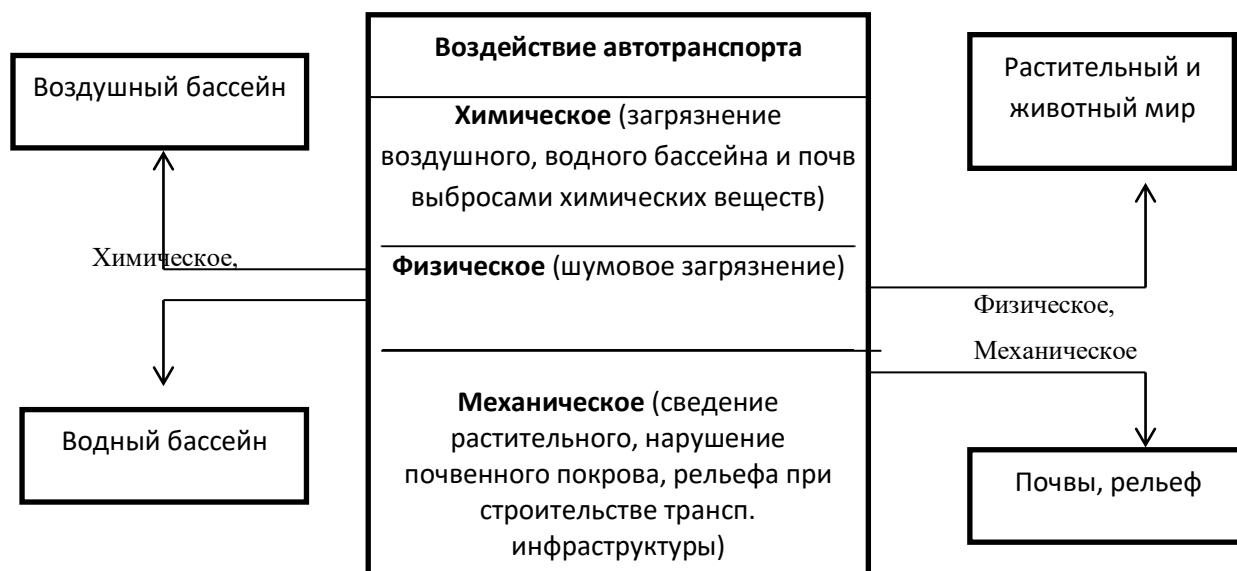 Воздушный бассейн
Химическое,
Водный бассейн
Воздействие автотранспорта
Химическое (загрязнение
воздушного, водного бассейна и почв
выбросами химических веществ)
Физическое (шумовое загрязнение)
Механическое (сведение
растительного, нарушение
почвенного покрова, рельефа при
строительстве трансп.
инфраструктуры)
Растительный и
животный мир
Физическое,
Механическое
Почвы, рельеф